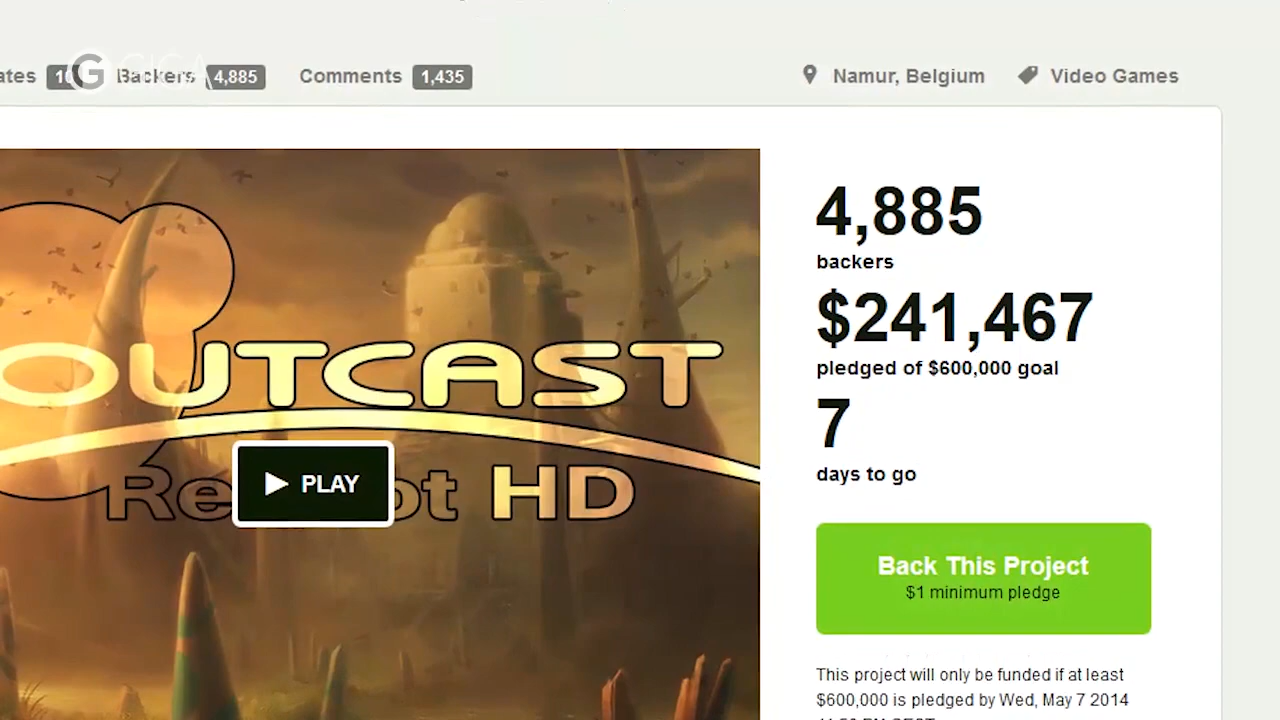 ates 10 Backers 4,885 Comments 1,435 Namur, Belgium Video Games
GIGA
4,885
backers
$241,467
pledged of $600,000 goal
7
days to go
OUTCAST
HD
PLAY
Back This Project
$1 minimum pledge
This project will only be funded if at least
$600,000 is pledged by Wed, May 7 2014